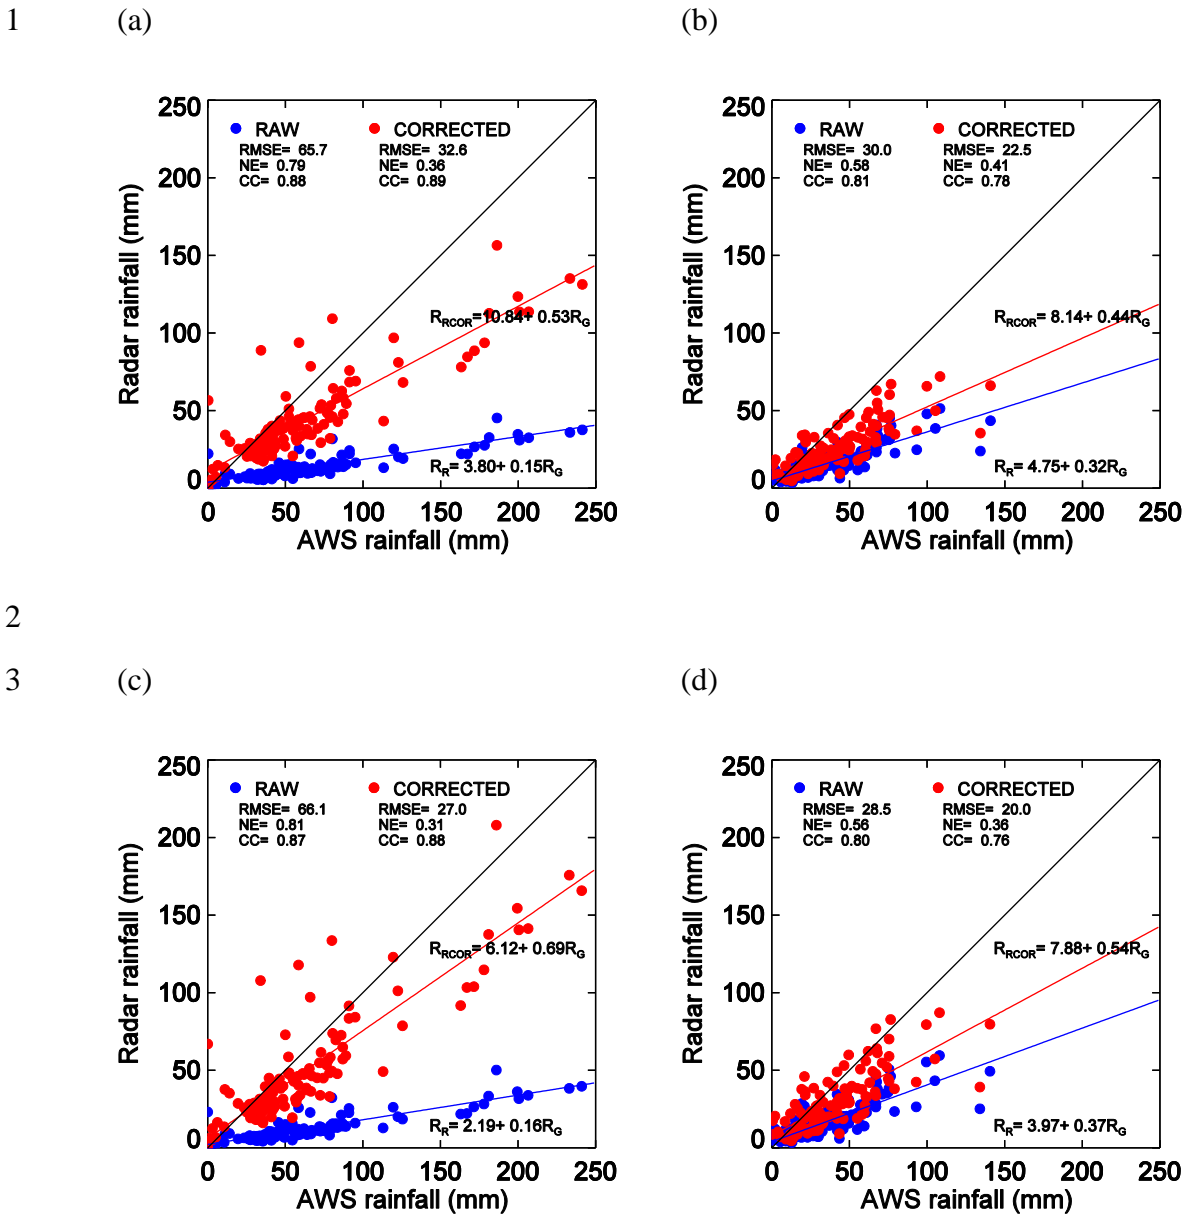 1 (a) (b)
250
200
150
100
50
0
0 50 100 150 200 250
Radar rainfall (mm)
AWS rainfall (mm)
RAW CORRECTED
RMSE= 65.7 RMSE= 32.6
NE= 0.79 NE= 0.36
CC= 0.88 CC= 0.89
R_RCOR=10.84+ 0.53R_G
R_R= 3.80+ 0.15R_G
250
200
150
100
50
0
0 50 100 150 200 250
Radar rainfall (mm)
AWS rainfall (mm)
RAW CORRECTED
RMSE= 30.0 RMSE= 22.5
NE= 0.58 NE= 0.41
CC= 0.81 CC= 0.78
R_RCOR= 8.14+ 0.44R_G
R_R= 4.75+ 0.32R_G
2
3 (c) (d)
250
200
150
100
50
0
0 50 100 150 200 250
Radar rainfall (mm)
AWS rainfall (mm)
RAW CORRECTED
RMSE= 66.1 RMSE= 27.0
NE= 0.81 NE= 0.31
CC= 0.87 CC= 0.88
R_RCOR= 6.12+ 0.69R_G
R_R= 2.19+ 0.16R_G
250
200
150
100
50
0
0 50 100 150 200 250
Radar rainfall (mm)
AWS rainfall (mm)
RAW CORRECTED
RMSE= 28.5 RMSE= 20.0
NE= 0.56 NE= 0.36
CC= 0.80 CC= 0.76
R_RCOR= 7.88+ 0.54R_G
R_R= 3.97+ 0.37R_G